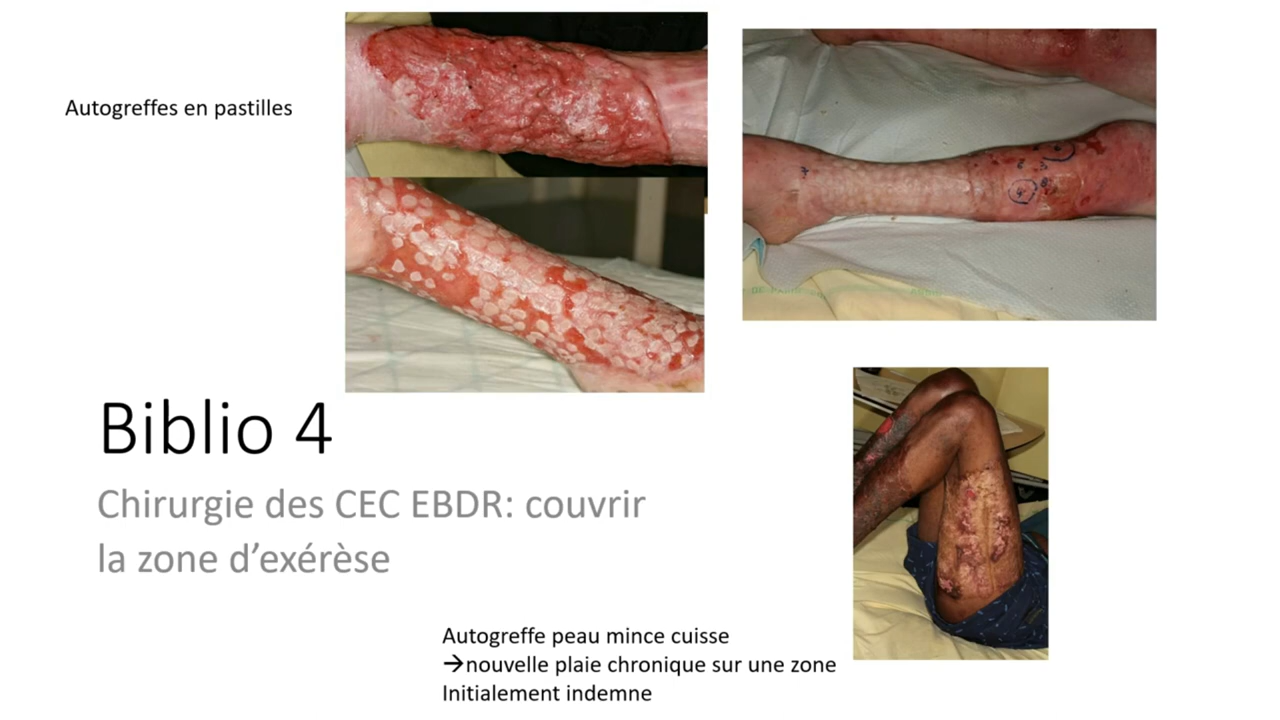 Autogreffes en pastilles
Biblio 4
Chirurgie des CEC EBDR: couvrir
la zone d’exérèse
Autogreffe peau mince cuisse
→nouvelle plaie chronique sur une zone
Initialement indemne